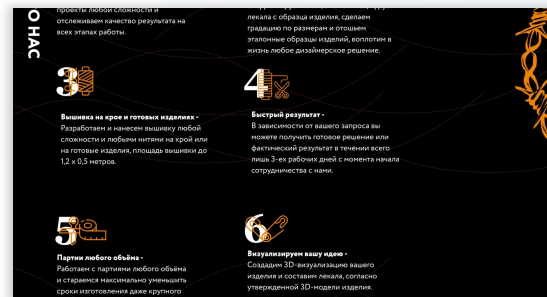 О НАС
проекты любой сложности и
отслеживаем качество результата на
всех этапах работы.
лекала с образца изделия, сделаем
градацию по размерам и отошьем
эталонные образцы изделий, воплотим в
жизнь любое дизайнерское решение.
3
Вышивка на крое и готовых изделиях -
Разработаем и нанесем вышивку любой
сложности и любыми нитями на крой или
на готовые изделия, площадь вышивки до
1,2 х 0,5 метров.
4
Быстрый результат -
В зависимости от вашего запроса вы
можете получить готовое решение или
фактический результат в течении всего
лишь 3-ех рабочих дней с момента начала
сотрудничества с нами.
5
Партии любого объёма -
Работаем с партиями любого объёма
и стараемся максимально уменьшить
сроки изготовления даже крупного
6
Визуализируем вашу идею -
Создадим 3D-визуализацию вашего
изделия и составим лекала, согласно
утвержденной 3D-модели изделия.